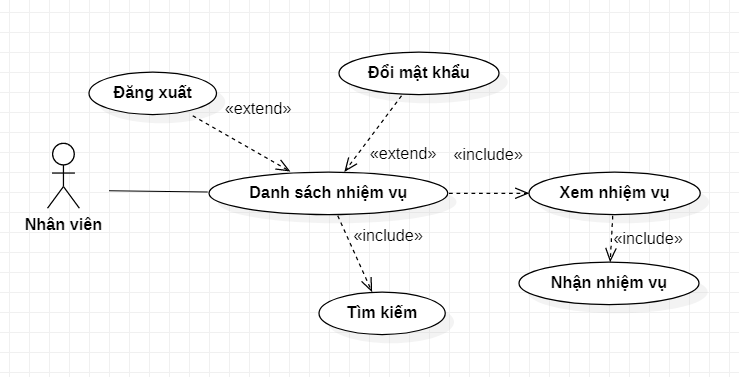 Đổi mật khẩu
Đăng xuất
«extend»
«extend»
«include»
Danh sách nhiệm vụ
Xem nhiệm vụ
Nhân viên
«include»
«include»
Nhận nhiệm vụ
Tìm kiếm